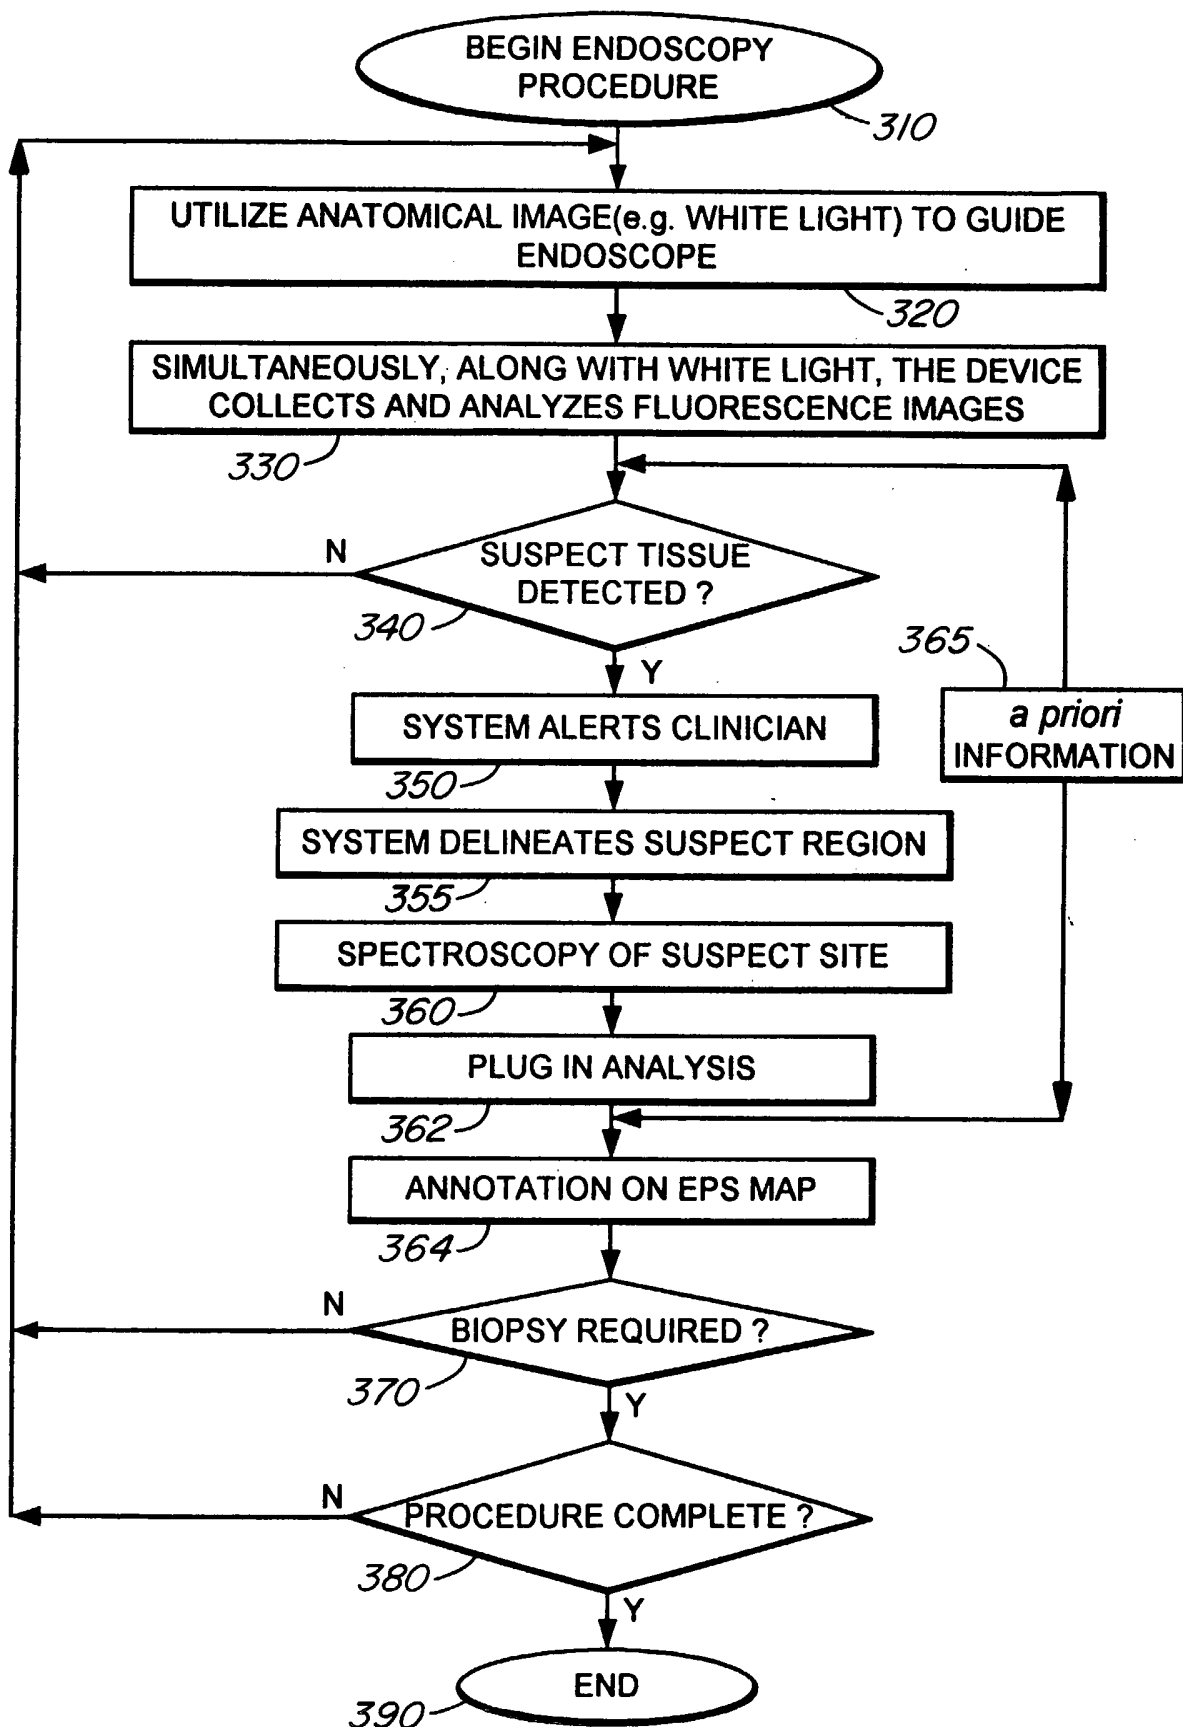 BEGIN ENDOSCOPY
PROCEDURE
310
UTILIZE ANATOMICAL IMAGE(e.g. WHITE LIGHT) TO GUIDE
ENDOSCOPE
320
SIMULTANEOUSLY, ALONG WITH WHITE LIGHT, THE DEVICE
COLLECTS AND ANALYZES FLUORESCENCE IMAGES
330
N
SUSPECT TISSUE
DETECTED ?
340
Y
365
a priori
INFORMATION
SYSTEM ALERTS CLINICIAN
350
SYSTEM DELINEATES SUSPECT REGION
355
SPECTROSCOPY OF SUSPECT SITE
360
PLUG IN ANALYSIS
362
ANNOTATION ON EPS MAP
364
N
BIOPSY REQUIRED ?
370
Y
N
PROCEDURE COMPLETE ?
380
Y
END
390